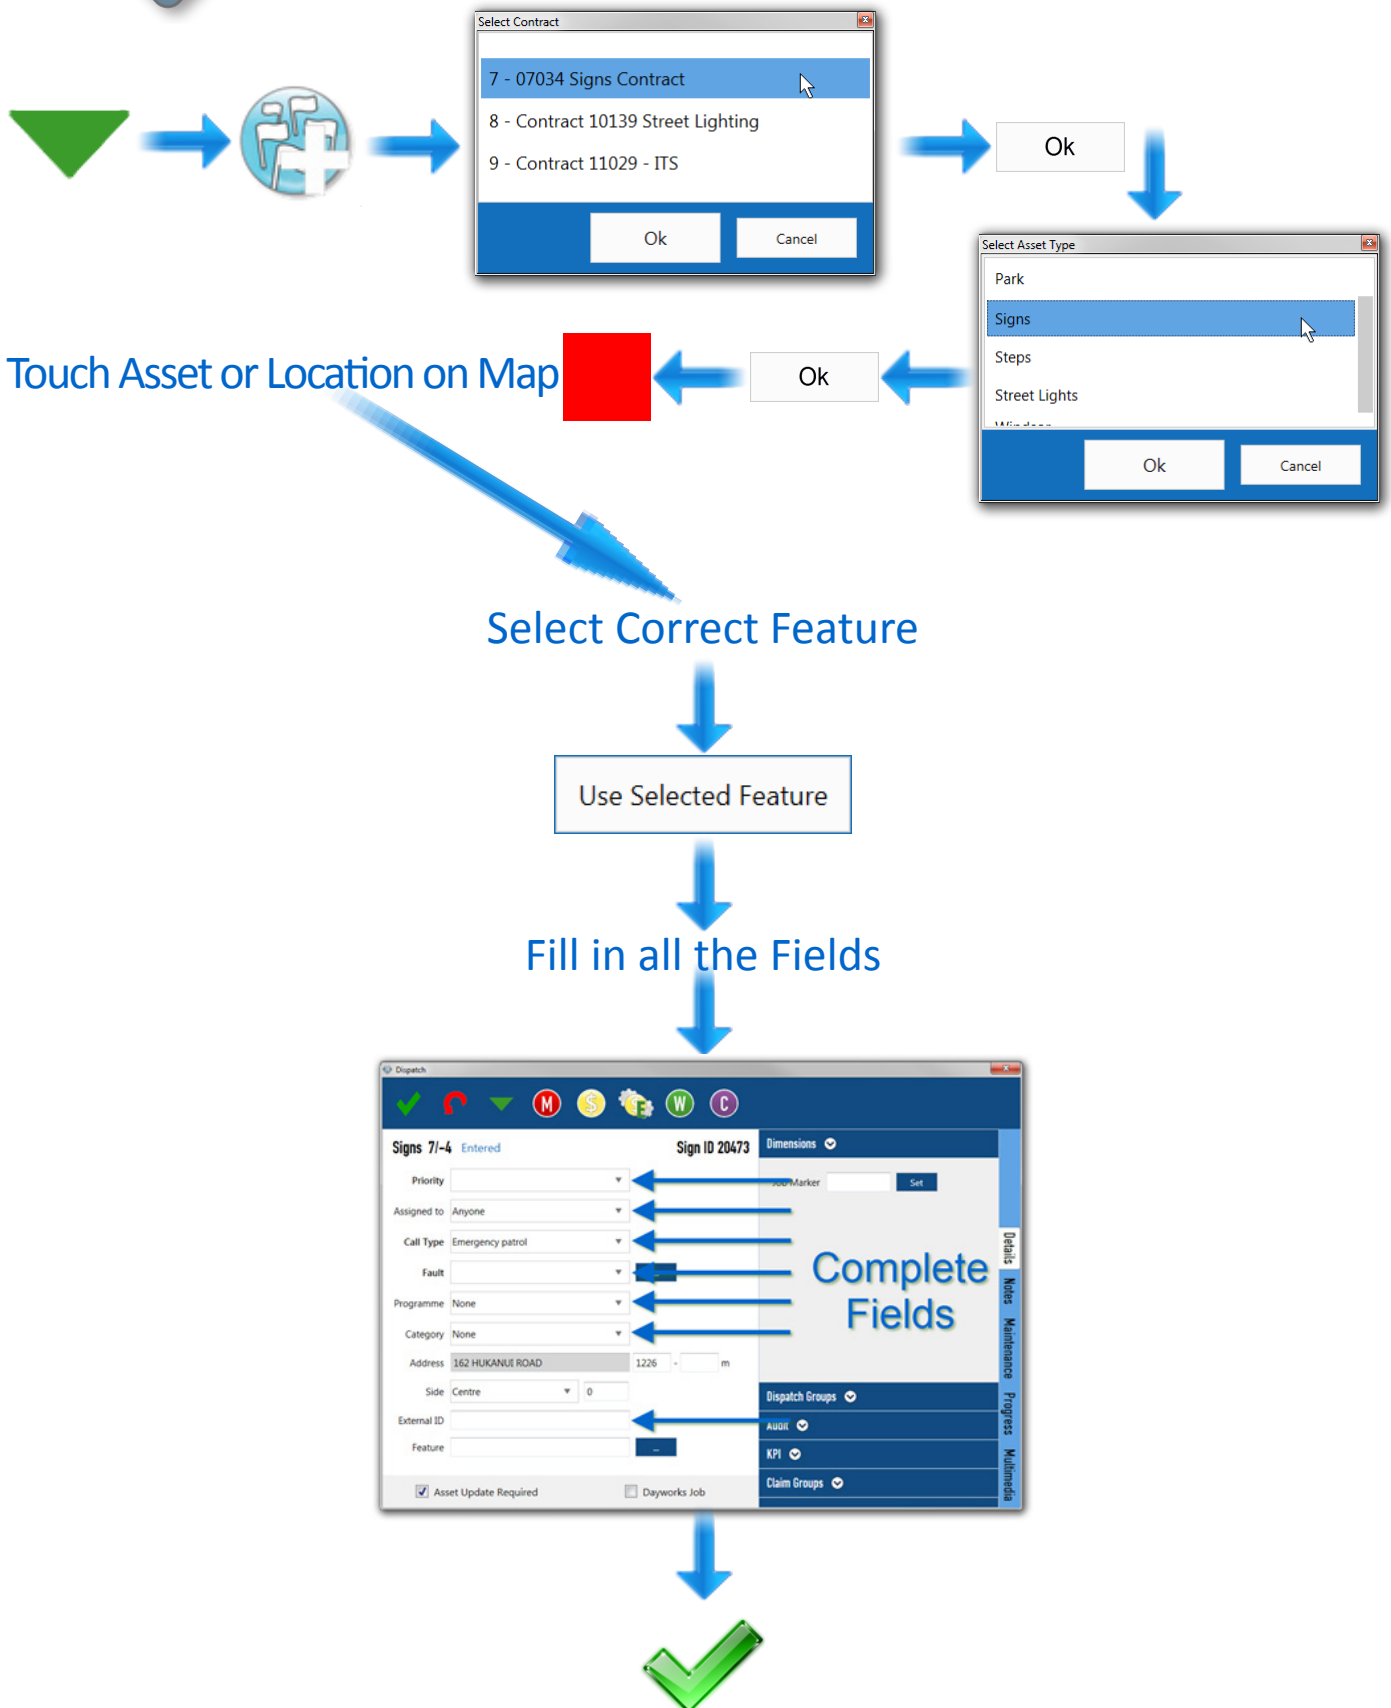 Select Contract
7 - 07034 Signs Contract
8 - Contract 10139 Street Lighting
9 - Contract 11029 - ITS
Ok
Cancel
Ok
Select Asset Type
Park
Signs
Steps
Street Lights
Ok
Cancel
Ok
Touch Asset or Location on Map
Select Correct Feature
Use Selected Feature
Fill in all the Fields
Dispatch
M $ E W C
Signs 7/-4 Entered Sign ID 20473
Priority
Assigned to Anyone
Call Type Emergency patrol
Fault
Programme None
Category None
Address 162 HUKANUI ROAD 1226 - m
Side Centre 0
External ID
Feature ...
Asset Update Required Dayworks Job
Dimensions
Job Marker Set
Complete
Fields
Dispatch Groups
Audit
KPI
Claim Groups
Details
Notes
Maintenance
Progress
Multimedia